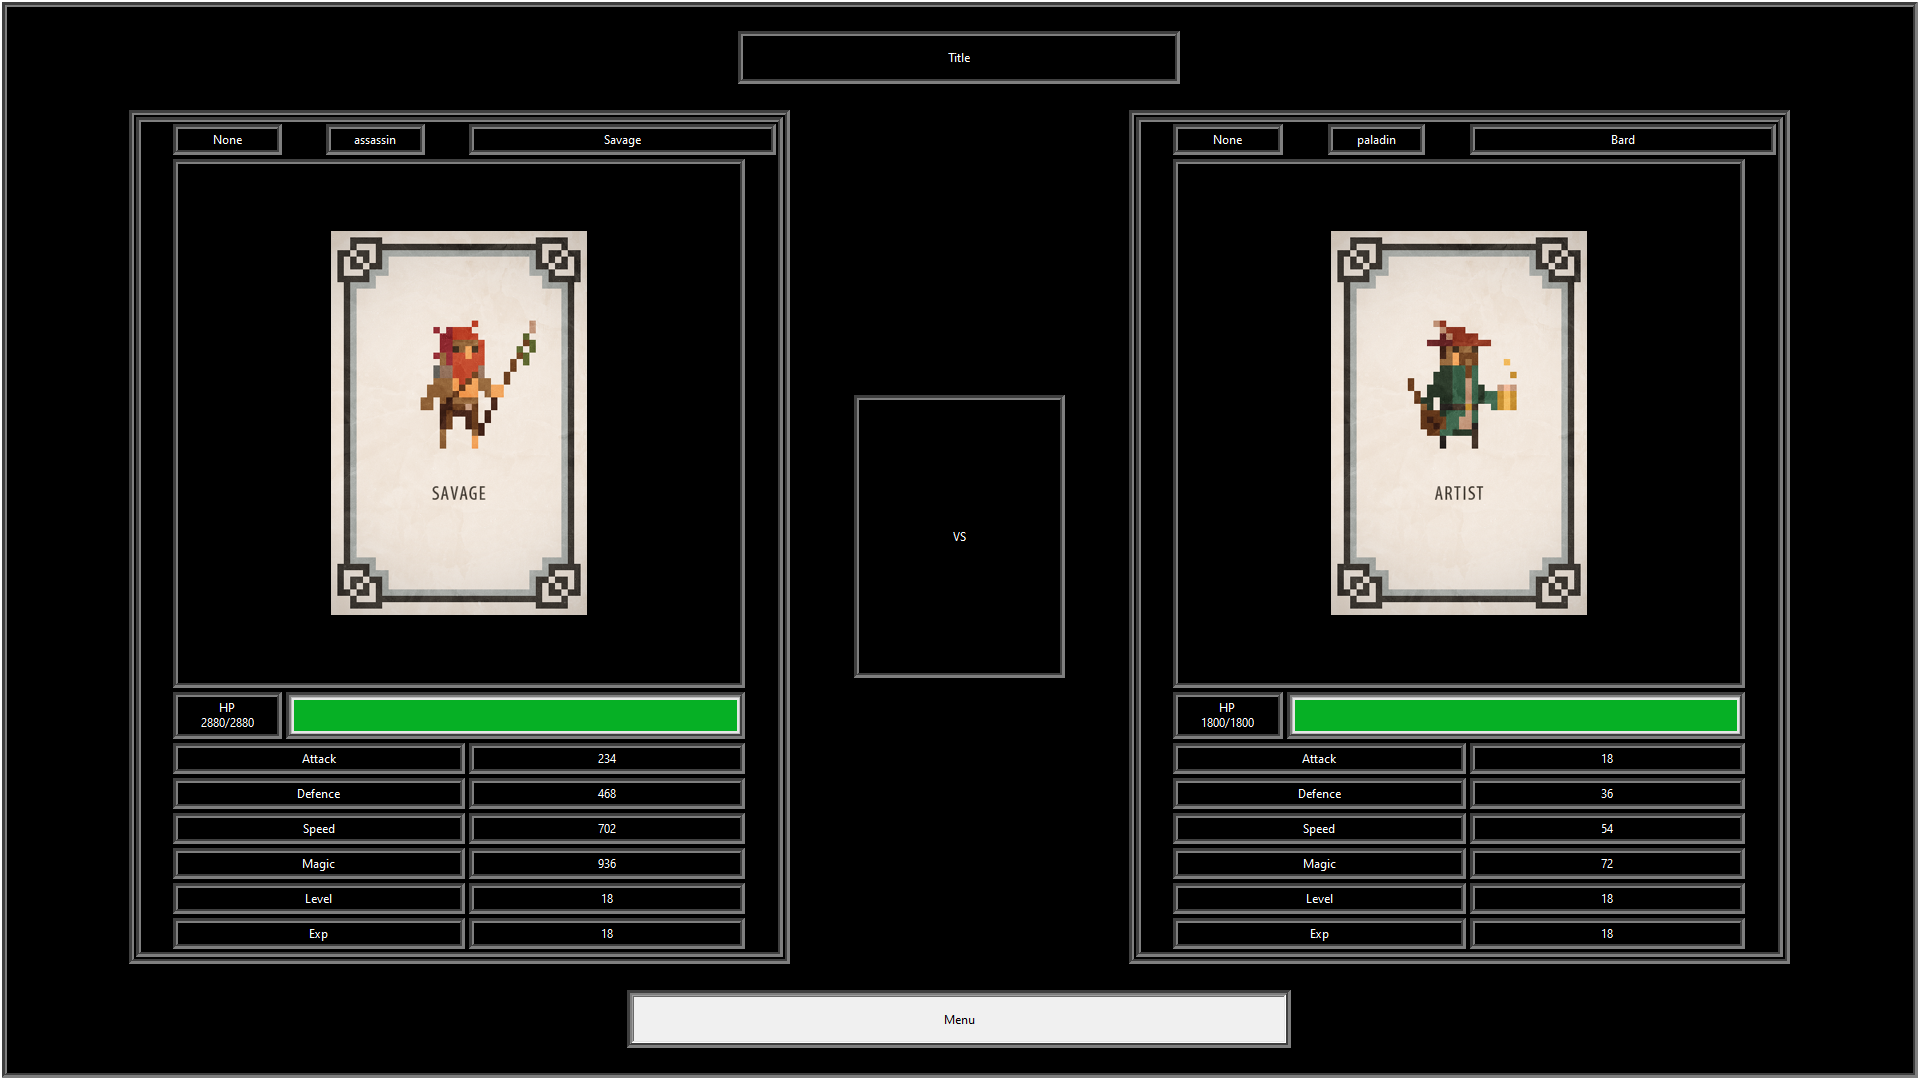 Title
None
assassin
Savage
SAVAGE
HP
2880/2880
Attack
234
Defence
468
Speed
702
Magic
936
Level
18
Exp
18
VS
None
paladin
Bard
ARTIST
HP
1800/1800
Attack
18
Defence
36
Speed
54
Magic
72
Level
18
Exp
18
Menu